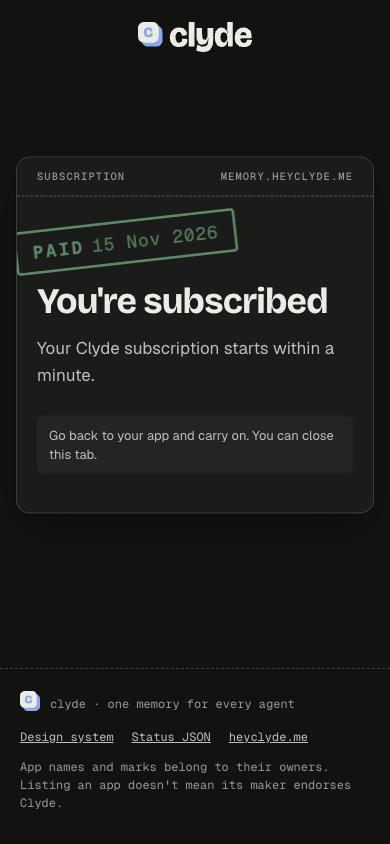 C clyde
SUBSCRIPTION MEMORY.HEYCLYDE.ME
PAID 15 Nov 2026
You're subscribed
Your Clyde subscription starts within a
minute.
Go back to your app and carry on. You can close
this tab.
C clyde · one memory for every agent
Design system Status JSON heyclyde.me
App names and marks belong to their owners.
Listing an app doesn't mean its maker endorses
Clyde.